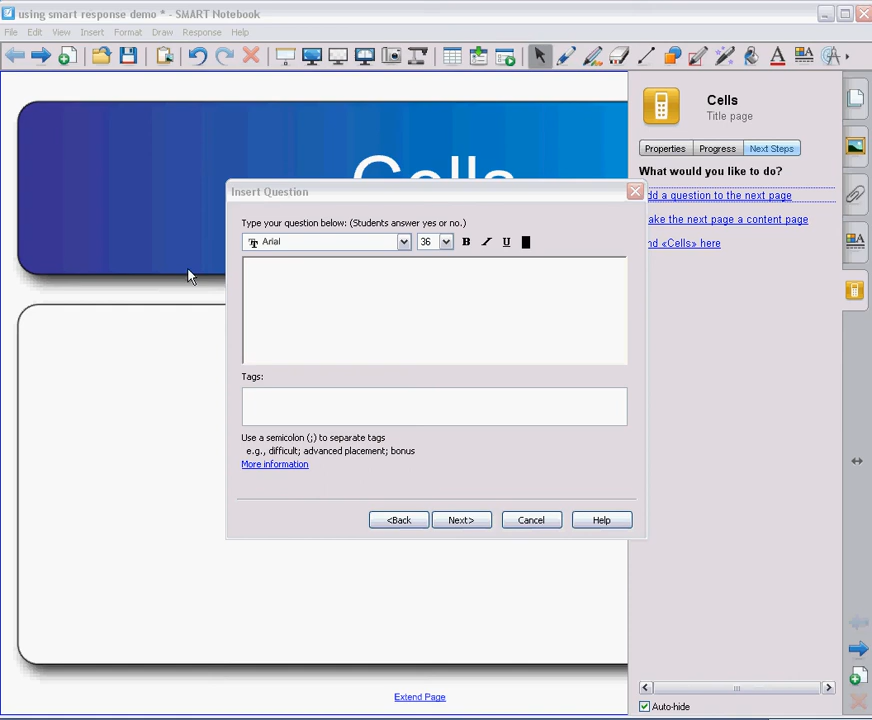 using smart response demo * - SMART Notebook
File Edit View Insert Format Draw Response Help
Cells
Title page
Properties Progress Next Steps
What would you like to do?
dd a question to the next page
ake the next page a content page
nd «Cells» here
Cells
Insert Question
Type your question below: (Students answer yes or no.)
Arial 36 B I U
Tags:
Use a semicolon (;) to separate tags
e.g., difficult; advanced placement; bonus
More information
<Back Next> Cancel Help
Extend Page
Auto-hide